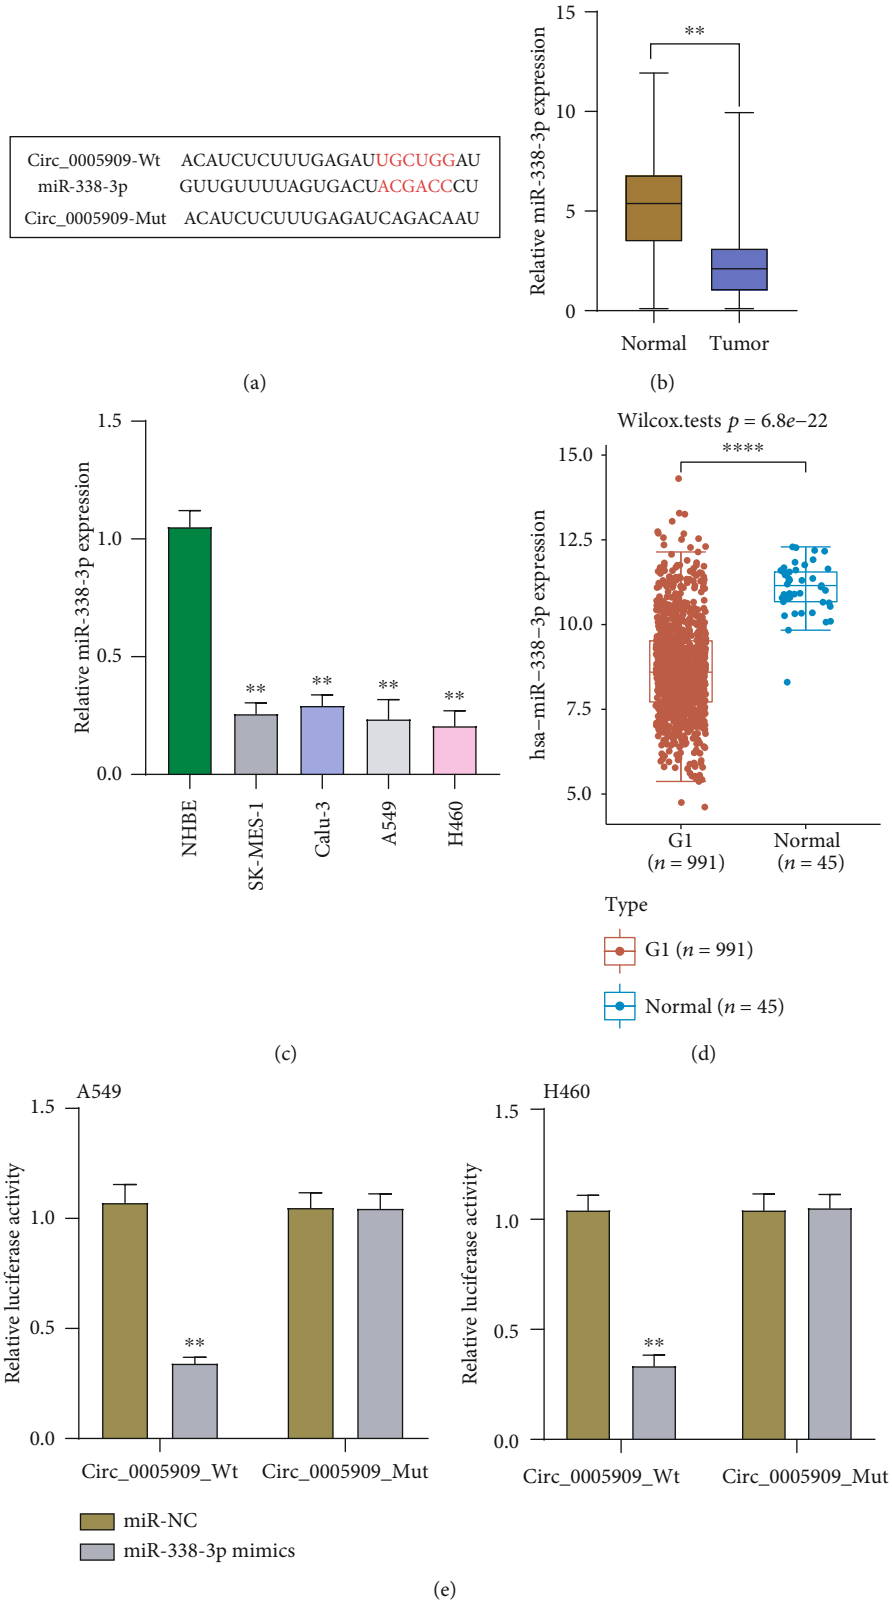 Circ_0005909-Wt ACAUCUCUUUGAGAUUGCUGGAU
miR-338-3p GUUGUUUUAGUGACUACGACCCU
Circ_0005909-Mut ACAUCUCUUUGAGAUCAGACAAU
(a)
Relative miR-338-3p expression
15
10
5
0
**
Normal Tumor
(b)
Relative miR-338-3p expression
1.5
1.0
0.5
0.0
** ** ** **
NHBE
SK-MES-1
Calu-3
A549
H460
(c)
Wilcox.tests p = 6.8e−22
****
hsa−miR−338−3p expression
15.0
12.5
10.0
7.5
5.0
G1 Normal
(n = 991) (n = 45)
Type
G1 (n = 991)
Normal (n = 45)
(d)
A549
Relative luciferase activity
1.5
1.0
0.5
0.0
**
Circ_0005909_Wt Circ_0005909_Mut
H460
Relative luciferase activity
1.5
1.0
0.5
0.0
**
Circ_0005909_Wt Circ_0005909_Mut
miR-NC
miR-338-3p mimics
(e)